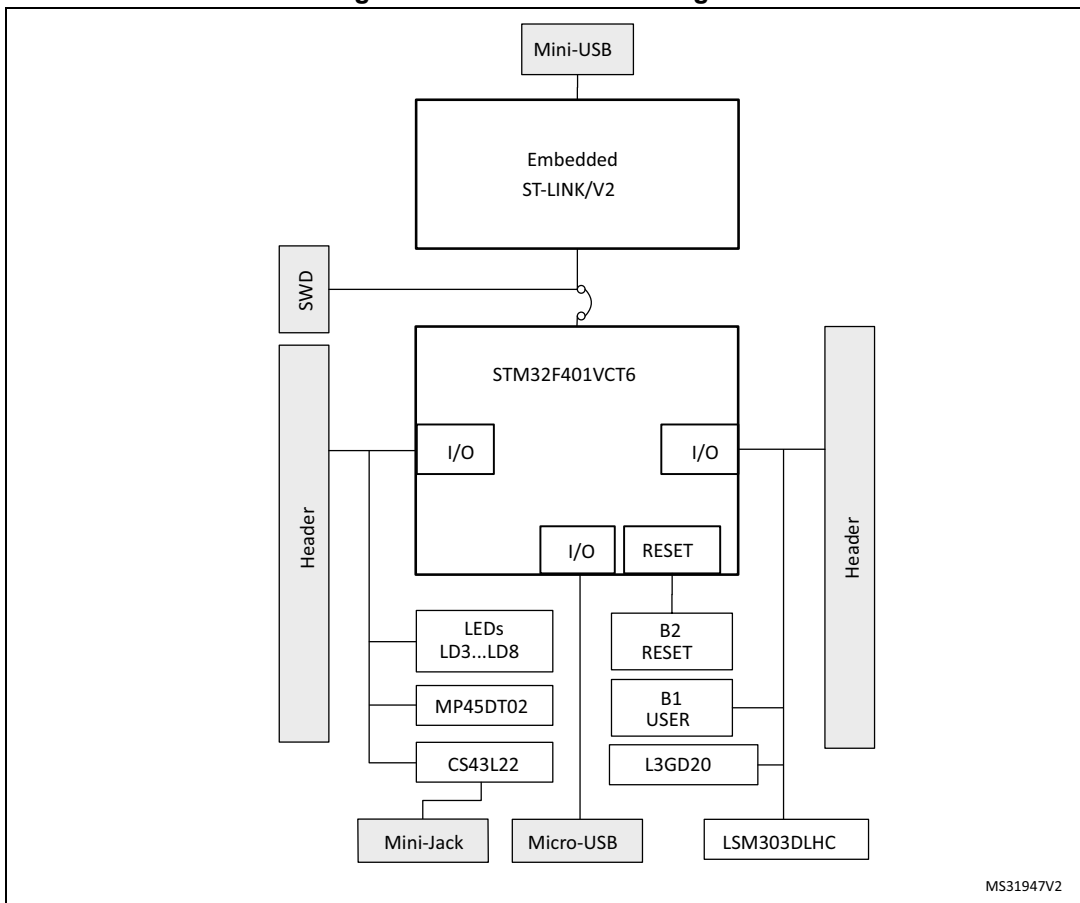 Mini-USB
Embedded
ST-LINK/V2
SWD
STM32F401VCT6
I/O
I/O
Header
Header
I/O
RESET
LEDs
LD3...LD8
B2
RESET
MP45DT02
B1
USER
CS43L22
L3GD20
Mini-Jack
Micro-USB
LSM303DLHC
MS31947V2